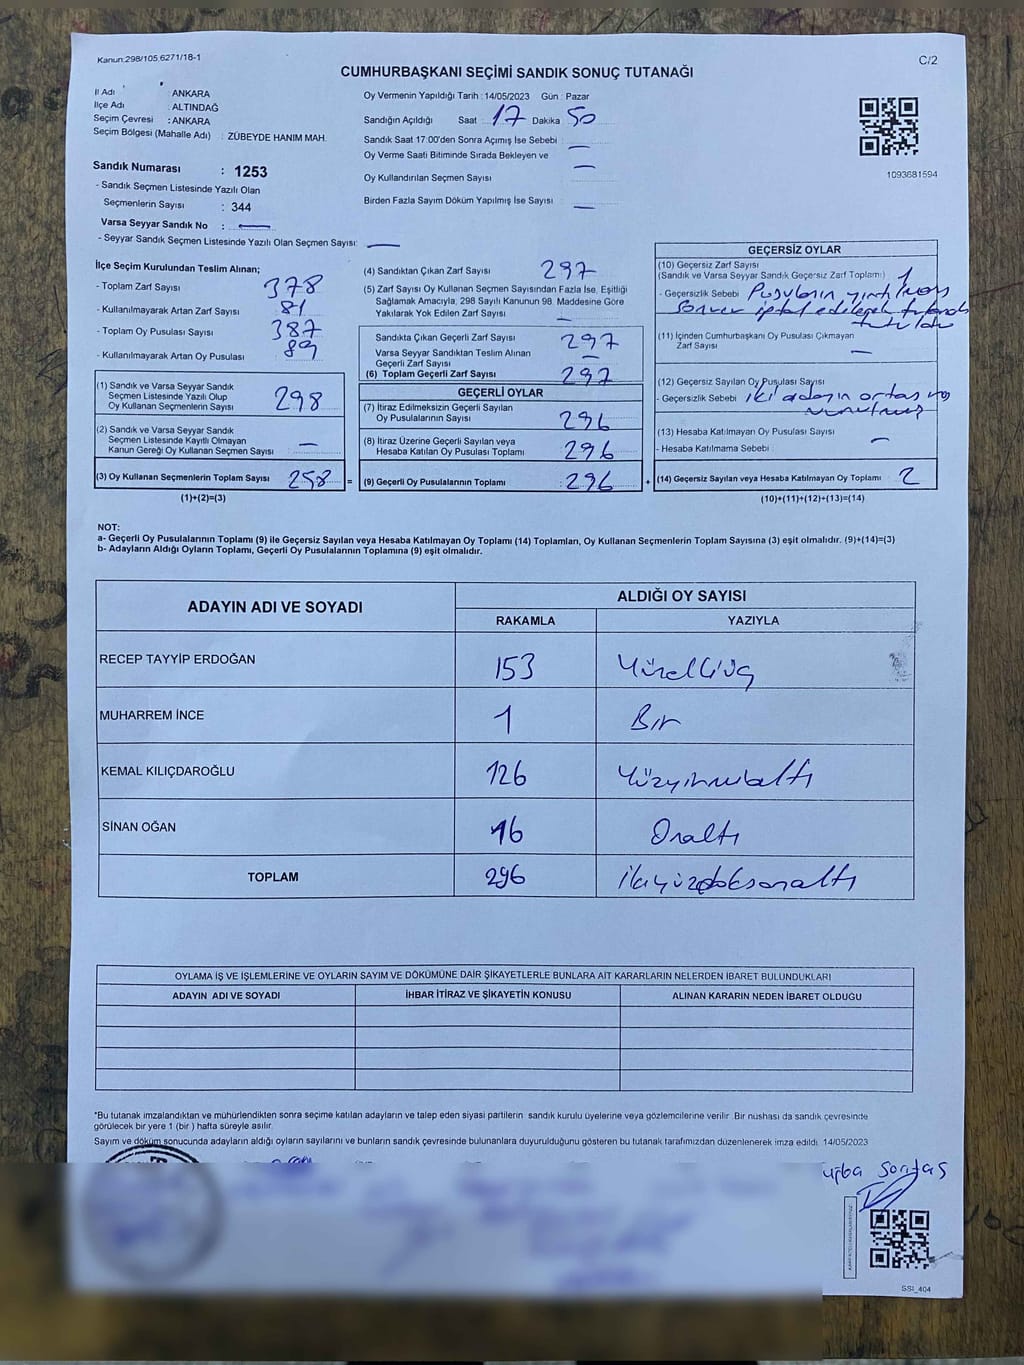 Kanun:298/105,6271/18-1
C/2
CUMHURBAŞKANI SEÇİMİ SANDIK SONUÇ TUTANAĞI
İl Adı : ANKARA
İlçe Adı : ALTINDAĞ
Seçim Çevresi : ANKARA
Seçim Bölgesi (Mahalle Adı) : ZÜBEYDE HANIM MAH.
Sandık Numarası : 1253
- Sandık Seçmen Listesinde Yazılı Olan
Seçmenlerin Sayısı : 344
Varsa Seyyar Sandık No : —
- Seyyar Sandık Seçmen Listesinde Yazılı Olan Seçmen Sayısı: —
Oy Vermenin Yapıldığı Tarih : 14/05/2023 Gün : Pazar
Sandığın Açıldığı Saat : 17 Dakika 50
Sandık Saat 17:00'den Sonra Açımış İse Sebebi : —
Oy Verme Saati Bitiminde Sırada Bekleyen ve —
Oy Kullandırılan Seçmen Sayısı
Birden Fazla Sayım Döküm Yapılmış İse Sayısı : —
1093681594
İlçe Seçim Kurulundan Teslim Alınan;
- Toplam Zarf Sayısı 378
- Kullanılmayarak Artan Zarf Sayısı 81
- Toplam Oy Pusulası Sayısı 387
- Kullanılmayarak Artan Oy Pusulası 89
(1) Sandık ve Varsa Seyyar Sandık
Seçmen Listesinde Yazılı Olup
Oy Kullanan Seçmenlerin Sayısı 298
(2) Sandık ve Varsa Seyyar Sandık
Seçmen Listesinde Kayıtlı Olmayan
Kanun Gereği Oy Kullanan Seçmen Sayısı —
(3) Oy Kullanan Seçmenlerin Toplam Sayısı 258 =
(1)+(2)=(3)
(4) Sandıktan Çıkan Zarf Sayısı 297
(5) Zarf Sayısı Oy Kullanan Seçmen Sayısından Fazla İse, Eşitliği
Sağlamak Amacıyla, 298 Sayılı Kanunun 98. Maddesine Göre
Yakılarak Yok Edilen Zarf Sayısı —
Sandıkta Çıkan Geçerli Zarf Sayısı 297
Varsa Seyyar Sandıktan Teslim Alınan
Geçerli Zarf Sayısı —
(6) Toplam Geçerli Zarf Sayısı 297
GEÇERLİ OYLAR
(7) İtiraz Edilmeksizin Geçerli Sayılan
Oy Pusulalarının Sayısı 296
(8) İtiraz Üzerine Geçerli Sayılan veya
Hesaba Katılan Oy Pusulası Toplamı 296
(9) Geçerli Oy Pusulalarının Toplamı : 296 +
GEÇERSİZ OYLAR
(10) Geçersiz Zarf Sayısı
(Sandık ve Varsa Seyyar Sandık Geçersiz Zarf Toplamı) 1
- Geçersizlik Sebebi
(11) İçinden Cumhurbaşkanı Oy Pusulası Çıkmayan
Zarf Sayısı —
(12) Geçersiz Sayılan Oy Pusulası Sayısı
- Geçersizlik Sebebi iki adayın ortasına
(13) Hesaba Katılmayan Oy Pusulası Sayısı —
- Hesaba Katılmama Sebebi
(14) Geçersiz Sayılan veya Hesaba Katılmayan Oy Toplamı 2
(10)+(11)+(12)+(13)=(14)
NOT:
a- Geçerli Oy Pusulalarının Toplamı (9) ile Geçersiz Sayılan veya Hesaba Katılmayan Oy Toplamı (14) Toplamları, Oy Kullanan Seçmenlerin Toplam Sayısına (3) eşit olmalıdır. (9)+(14)=(3)
b- Adayların Aldığı Oyların Toplamı, Geçerli Oy Pusulalarının Toplamına (9) eşit olmalıdır.
ADAYIN ADI VE SOYADI ALDIĞI OY SAYISI
RAKAMLA YAZIYLA
RECEP TAYYİP ERDOĞAN 153 Yüzelliüç
MUHARREM İNCE 1 Bir
KEMAL KILIÇDAROĞLU 126 Yüzyirmialtı
SİNAN OĞAN 16 Onaltı
TOPLAM 296 ikiyüzdoksanaltı
OYLAMA İŞ VE İŞLEMLERİNE VE OYLARIN SAYIM VE DÖKÜMÜNE DAİR ŞİKAYETLERLE BUNLARA AİT KARARLARIN NELERDEN İBARET BULUNDUKLARI
ADAYIN ADI VE SOYADI İHBAR İTİRAZ VE ŞİKAYETİN KONUSU ALINAN KARARIN NEDEN İBARET OLDUĞU
*Bu tutanak imzalandıktan ve mühürlendikten sonra seçime katılan adayların ve talep eden siyasi partilerin sandık kurulu üyelerine veya gözlemcilerine verilir. Bir nüshası da sandık çevresinde
görülecek bir yere 1 (bir ) hafta süreyle asılır.
Sayım ve döküm sonucunda adayların aldığı oyların sayılarını ve bunların sandık çevresinde bulunanlara duyurulduğunu gösteren bu tutanak tarafımızdan düzenlenerek imza edildi. 14/05/2023
SSI_404